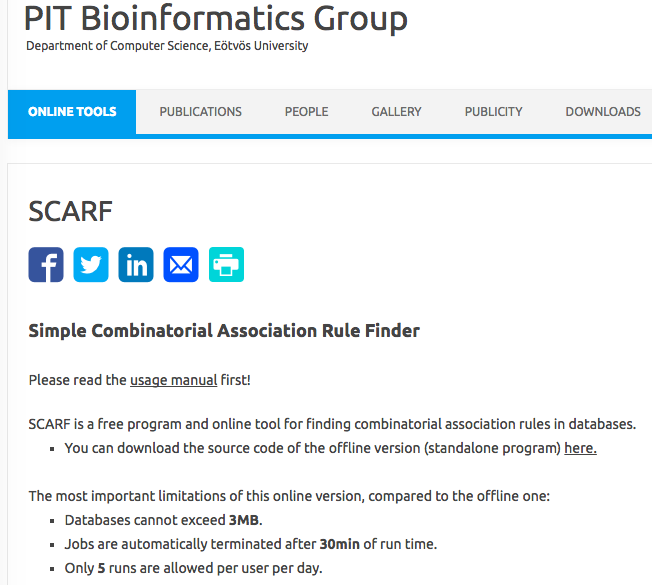 PIT Bioinformatics Group
Department of Computer Science, Eötvös University
ONLINE TOOLS PUBLICATIONS PEOPLE GALLERY PUBLICITY DOWNLOADS
SCARF
Simple Combinatorial Association Rule Finder
Please read the usage manual first!
SCARF is a free program and online tool for finding combinatorial association rules in databases.
▪ You can download the source code of the offline version (standalone program) here.
The most important limitations of this online version, compared to the offline one:
▪ Databases cannot exceed 3MB.
▪ Jobs are automatically terminated after 30min of run time.
▪ Only 5 runs are allowed per user per day.